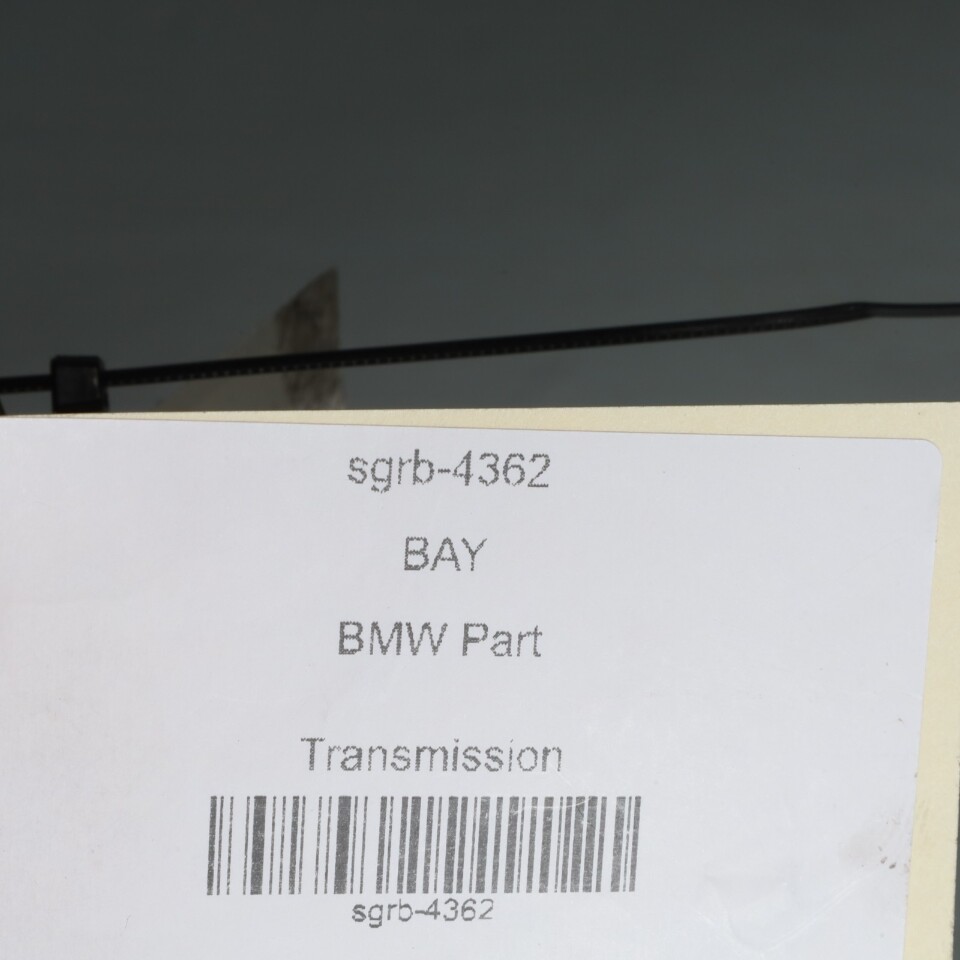 sgrb-4362
BAY
BMW Part
Transmission
sgrb-4362